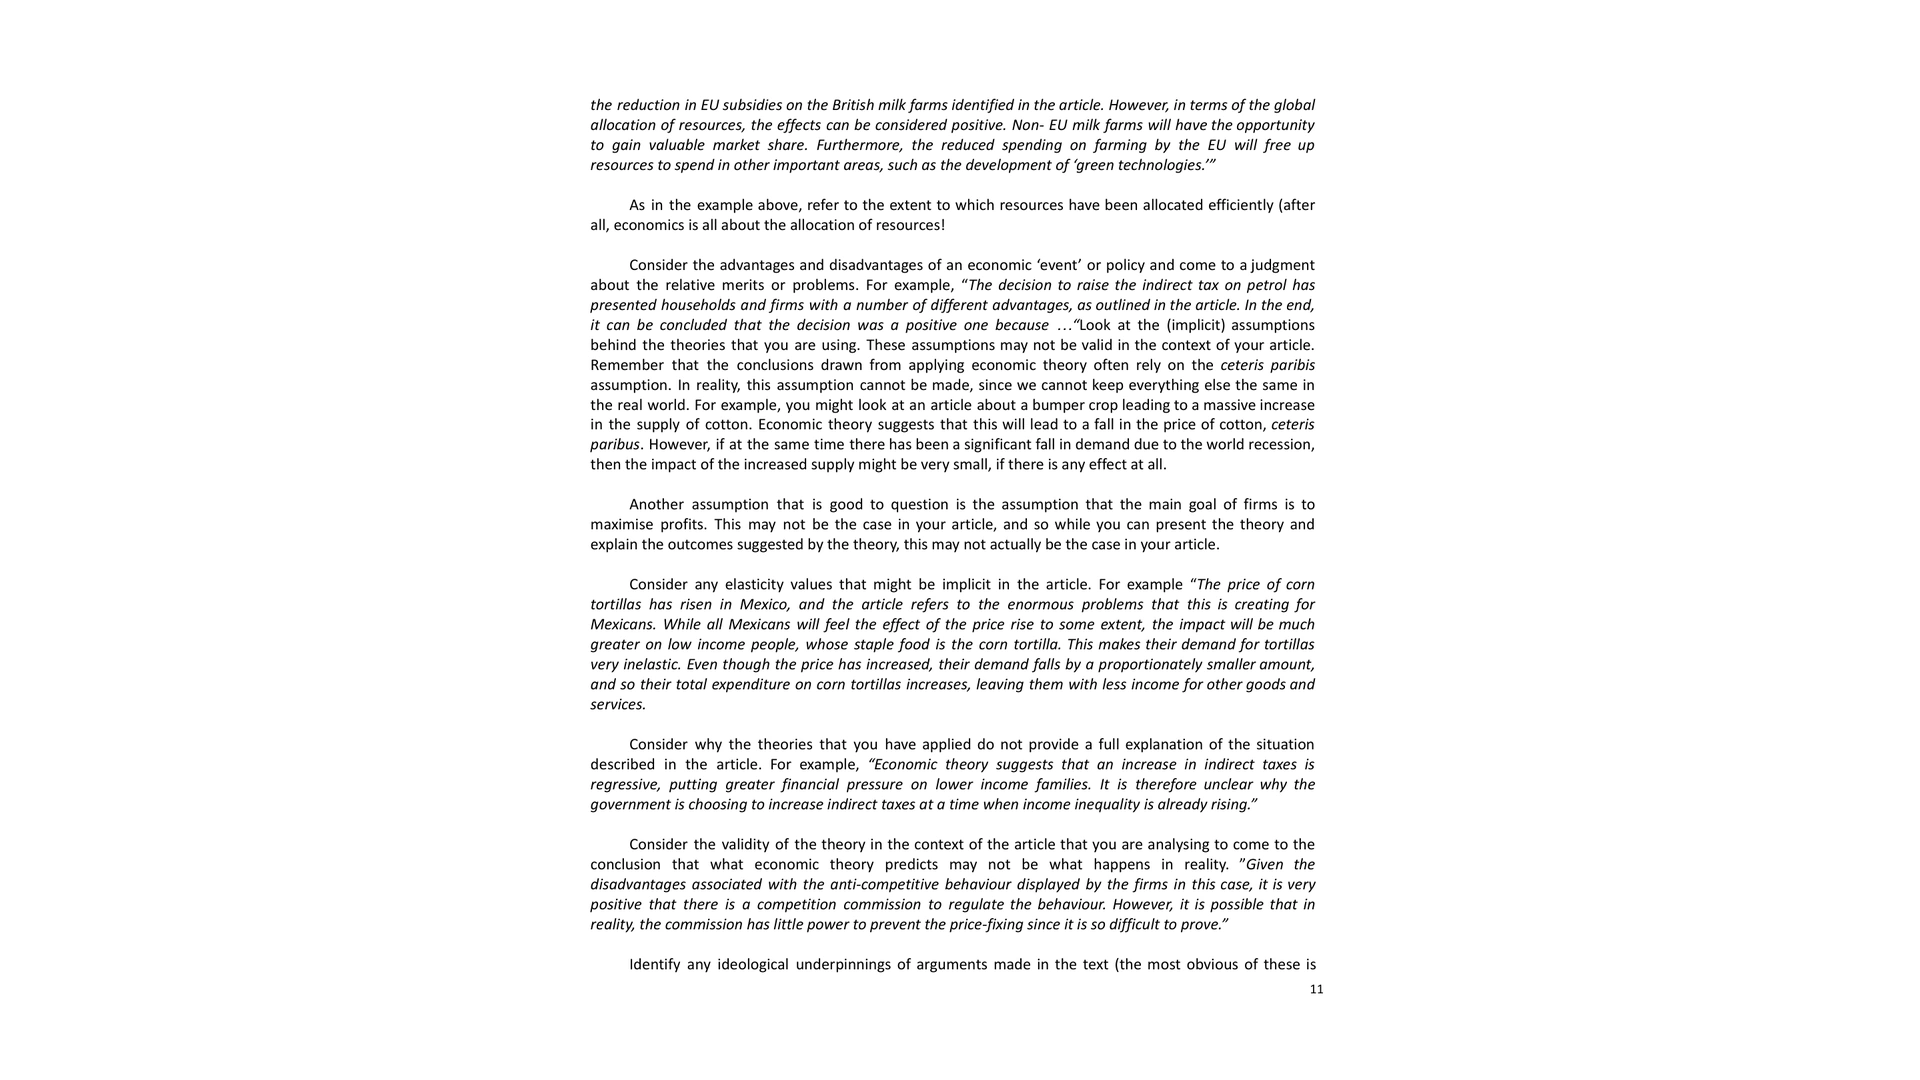 the reduction in EU subsidies on the British milk farms identified in the article. However, in terms of the global
allocation of resources, the effects can be considered positive. Non- EU milk farms will have the opportunity
to gain valuable market share. Furthermore, the reduced spending on farming by the EU will free up
resources to spend in other important areas, such as the development of ‘green technologies.’”
As in the example above, refer to the extent to which resources have been allocated efficiently (after
all, economics is all about the allocation of resources!
Consider the advantages and disadvantages of an economic ‘event’ or policy and come to a judgment
about the relative merits or problems. For example, “The decision to raise the indirect tax on petrol has
presented households and firms with a number of different advantages, as outlined in the article. In the end,
it can be concluded that the decision was a positive one because …“Look at the (implicit) assumptions
behind the theories that you are using. These assumptions may not be valid in the context of your article.
Remember that the conclusions drawn from applying economic theory often rely on the ceteris paribis
assumption. In reality, this assumption cannot be made, since we cannot keep everything else the same in
the real world. For example, you might look at an article about a bumper crop leading to a massive increase
in the supply of cotton. Economic theory suggests that this will lead to a fall in the price of cotton, ceteris
paribus. However, if at the same time there has been a significant fall in demand due to the world recession,
then the impact of the increased supply might be very small, if there is any effect at all.
Another assumption that is good to question is the assumption that the main goal of firms is to
maximise profits. This may not be the case in your article, and so while you can present the theory and
explain the outcomes suggested by the theory, this may not actually be the case in your article.
Consider any elasticity values that might be implicit in the article. For example “The price of corn
tortillas has risen in Mexico, and the article refers to the enormous problems that this is creating for
Mexicans. While all Mexicans will feel the effect of the price rise to some extent, the impact will be much
greater on low income people, whose staple food is the corn tortilla. This makes their demand for tortillas
very inelastic. Even though the price has increased, their demand falls by a proportionately smaller amount,
and so their total expenditure on corn tortillas increases, leaving them with less income for other goods and
services.
Consider why the theories that you have applied do not provide a full explanation of the situation
described in the article. For example, “Economic theory suggests that an increase in indirect taxes is
regressive, putting greater financial pressure on lower income families. It is therefore unclear why the
government is choosing to increase indirect taxes at a time when income inequality is already rising.”
Consider the validity of the theory in the context of the article that you are analysing to come to the
conclusion that what economic theory predicts may not be what happens in reality. ”Given the
disadvantages associated with the anti-competitive behaviour displayed by the firms in this case, it is very
positive that there is a competition commission to regulate the behaviour. However, it is possible that in
reality, the commission has little power to prevent the price-fixing since it is so difficult to prove.”
Identify any ideological underpinnings of arguments made in the text (the most obvious of these is
11